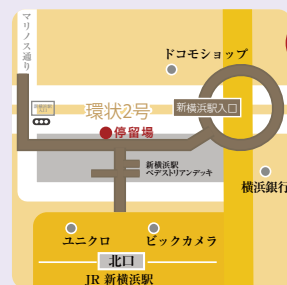 マリノス通り
ドコモショップ
環状2号
新横浜駅入口
停留場
新横浜駅
ペデストリアンデッキ
横浜銀行
ユニクロ
ビックカメラ
北口
JR 新横浜駅